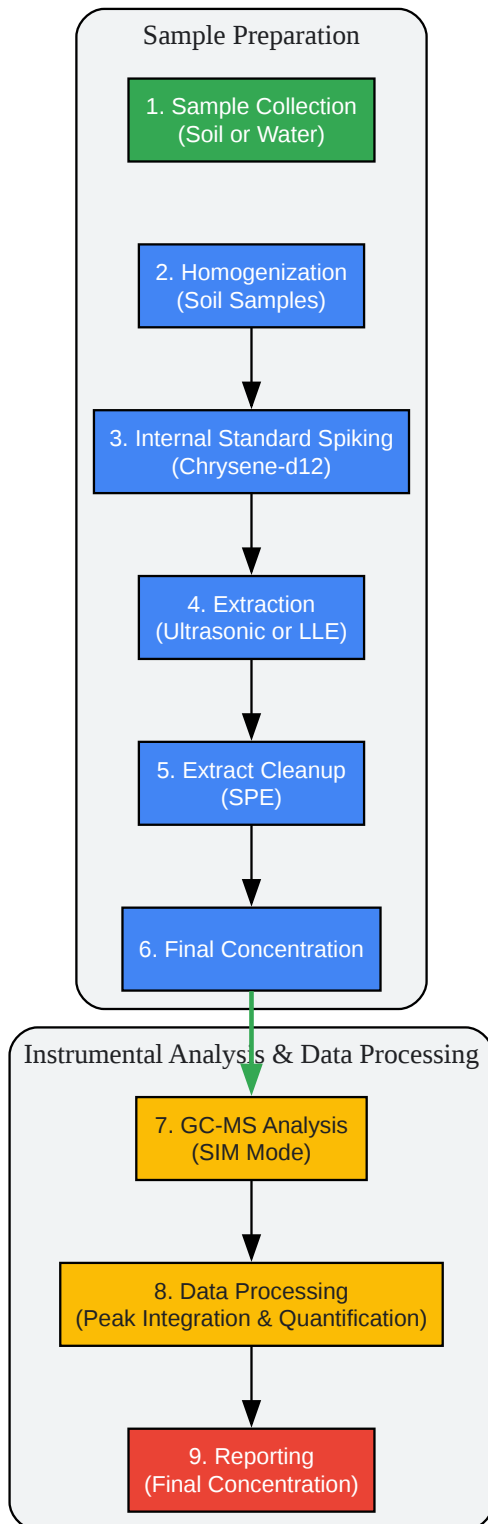 Sample Preparation
1. Sample Collection
(Soil or Water)
2. Homogenization
(Soil Samples)
3. Internal Standard Spiking
(Chrysene-d12)
4. Extraction
(Ultrasonic or LLE)
5. Extract Cleanup
(SPE)
6. Final Concentration
Instrumental Analysis & Data Processing
7. GC-MS Analysis
(SIM Mode)
8. Data Processing
(Peak Integration & Quantification)
9. Reporting
(Final Concentration)